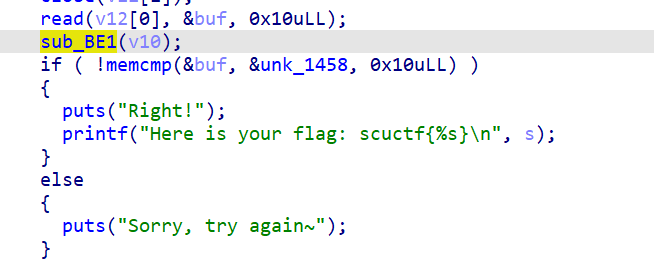 read(v12[0], &buf, 0x10uLL);
sub_BE1(v10);
if ( !memcmp(&buf, &unk_1458, 0x10uLL) )
{
puts("Right!");
printf("Here is your flag: scuctf{%s}\n", s);
}
else
{
puts("Sorry, try again~");
}